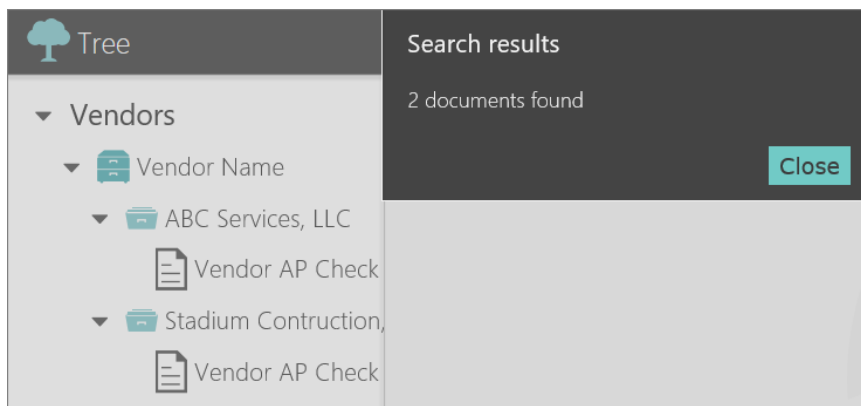 Tree
Search results
2 documents found
Close
Vendors
Vendor Name
ABC Services, LLC
Vendor AP Check
Stadium Contruction,
Vendor AP Check